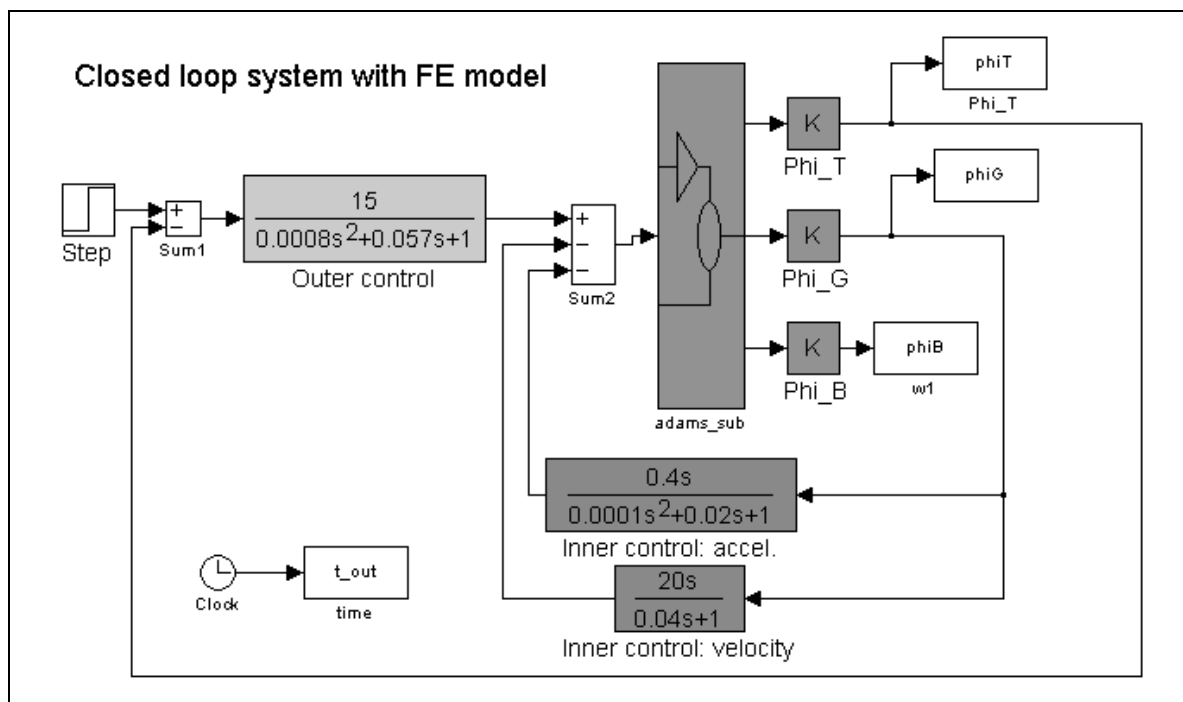 Closed loop system with FE model
phiT
Phi_T
K
Phi_T
phiG
K
Phi_G
K
Phi_B
phiB
w1
Step
+
−
Sum1
15
0.0008s2+0.057s+1
Outer control
+
−
−
Sum2
adams_sub
0.4s
0.0001s2+0.02s+1
Inner control: accel.
20s
0.04s+1
Inner control: velocity
Clock
t_out
time